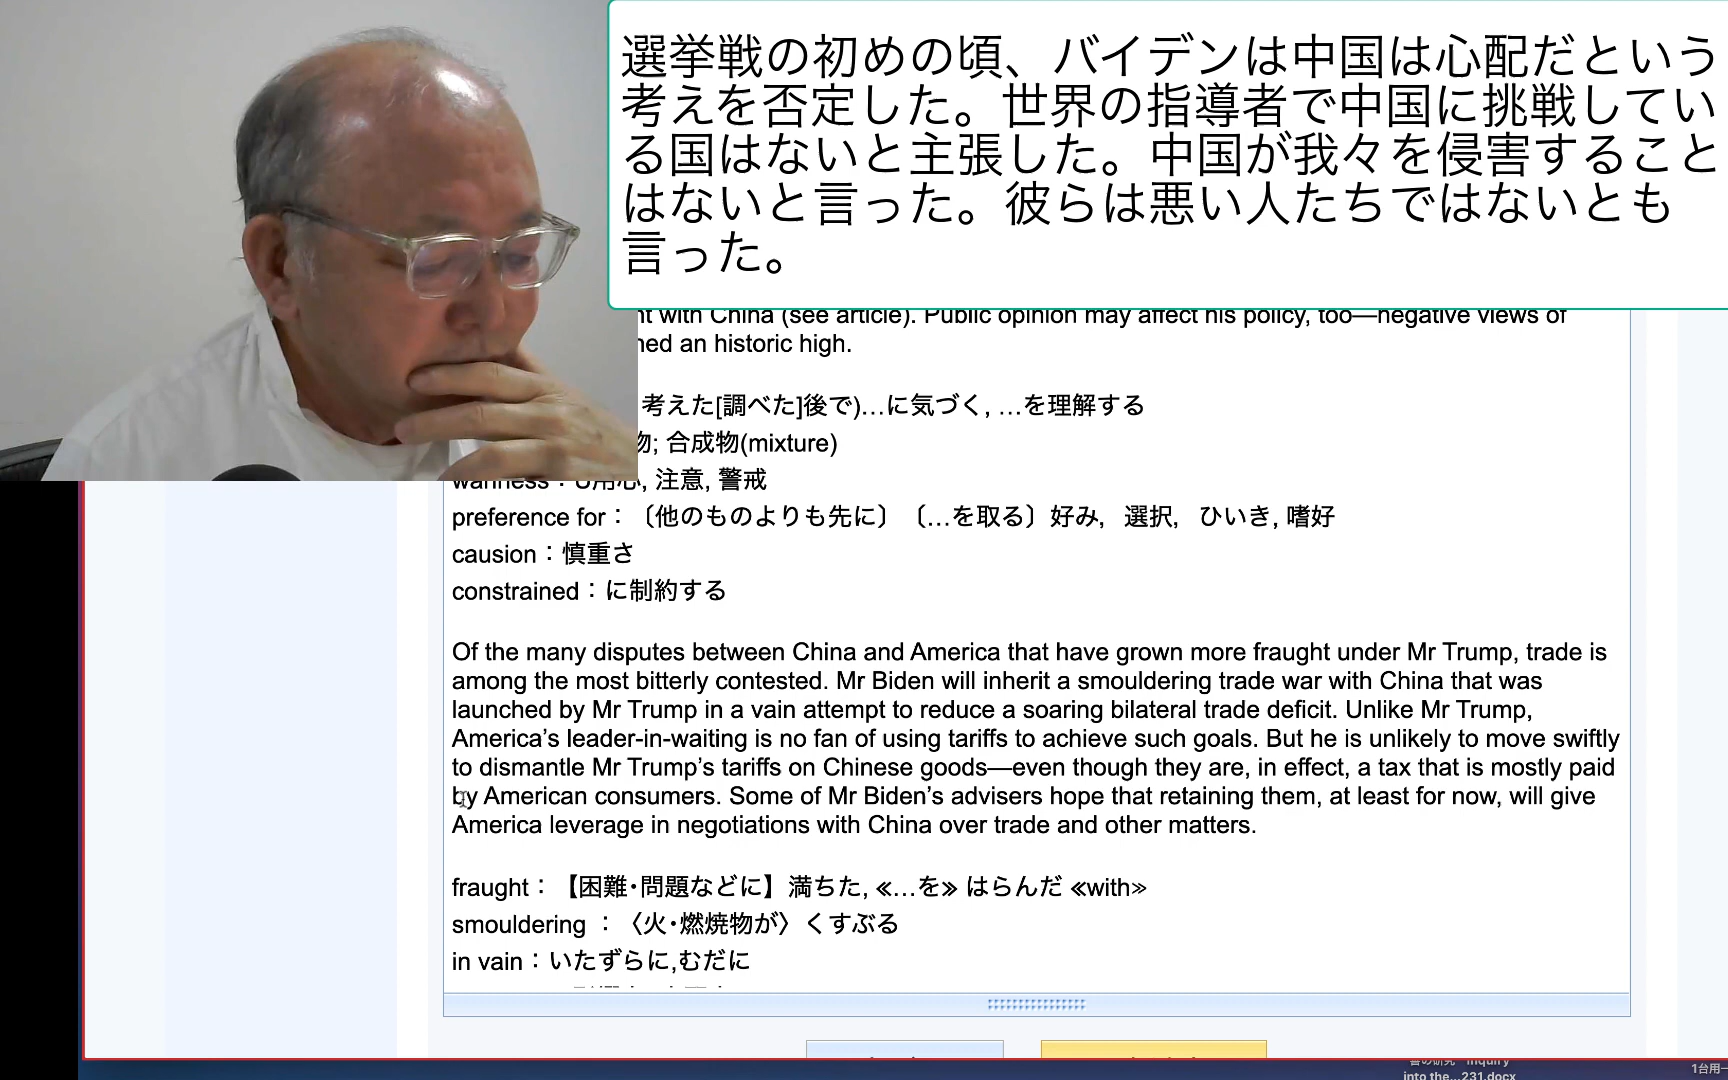 選挙戦の初めの頃、バイデンは中国は心配だという
考えを否定した。世界の指導者で中国に挑戦してい
る国はないと主張した。中国が我々を侵害すること
はないと言った。彼らは悪い人たちではないとも
言った。
with China (see article). Public opinion may affect his policy, too—negative views of
an historic high.
考えた[調べた]後で)…に気づく, …を理解する
物; 合成物(mixture)
wariness：U用心, 注意, 警戒
preference for：〔他のものよりも先に〕〔…を取る〕好み, 選択, ひいき, 嗜好
causion：慎重さ
constrained：に制約する
Of the many disputes between China and America that have grown more fraught under Mr Trump, trade is
among the most bitterly contested. Mr Biden will inherit a smouldering trade war with China that was
launched by Mr Trump in a vain attempt to reduce a soaring bilateral trade deficit. Unlike Mr Trump,
America's leader-in-waiting is no fan of using tariffs to achieve such goals. But he is unlikely to move swiftly
to dismantle Mr Trump's tariffs on Chinese goods—even though they are, in effect, a tax that is mostly paid
by American consumers. Some of Mr Biden's advisers hope that retaining them, at least for now, will give
America leverage in negotiations with China over trade and other matters.
fraught：【困難･問題などに】満ちた, ≪…を≫ はらんだ ≪with≫
smouldering ：〈火･燃焼物が〉くすぶる
in vain：いたずらに,むだに
善の研究 Inquiry
into the...231.docx
1台用